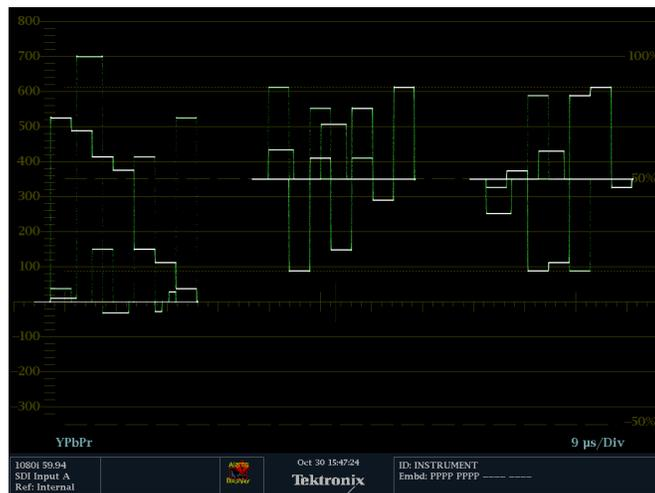 800
700
100%
600
500
400
50%
300
200
100
0
-100
-200
-300
-50%
YPbPr
9 µs/Div
1080i 59.94
SDI Input A
Ref: Internal
Oct 30 15:47:24
Tektronix
ID: INSTRUMENT
Embd: PPPP PPPP ---- ----